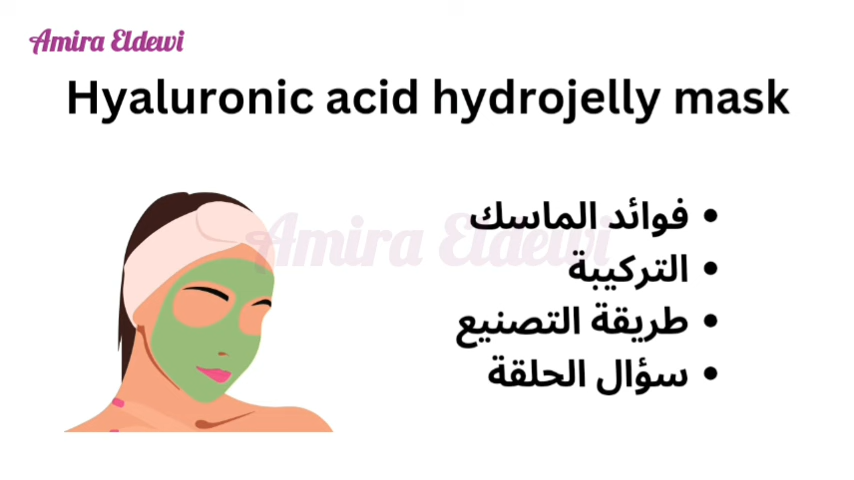 Amira Eldewi
Hyaluronic acid hydrojelly mask
Amira Eldewi
• فوائد الماسك
• التركيبة
• طريقة التصنيع
• سؤال الحلقة